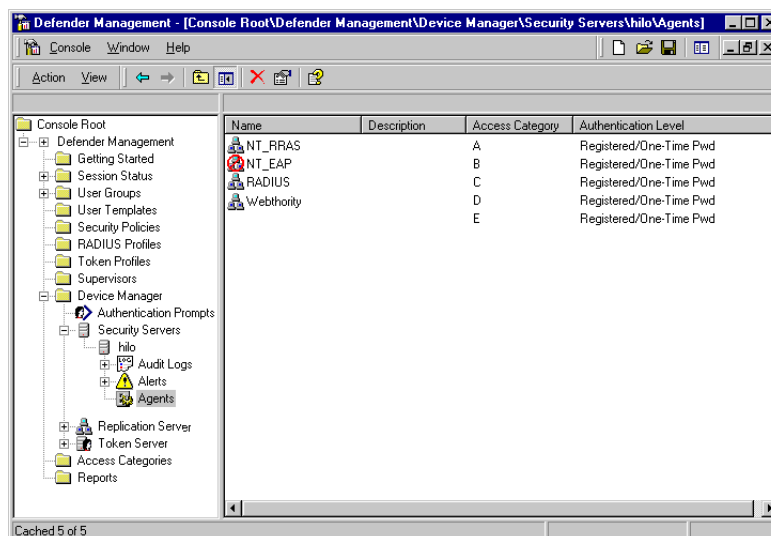 Defender Management - [Console Root\Defender Management\Device Manager\Security Servers\hilo\Agents]
Console Window Help
Action View
Console Root
Defender Management
Getting Started
Session Status
User Groups
User Templates
Security Policies
RADIUS Profiles
Token Profiles
Supervisors
Device Manager
Authentication Prompts
Security Servers
hilo
Audit Logs
Alerts
Agents
Replication Server
Token Server
Access Categories
Reports
Name Description Access Category Authentication Level
NT_RRAS A Registered/One-Time Pwd
NT_EAP B Registered/One-Time Pwd
RADIUS C Registered/One-Time Pwd
Webthority D Registered/One-Time Pwd
E Registered/One-Time Pwd
Cached 5 of 5